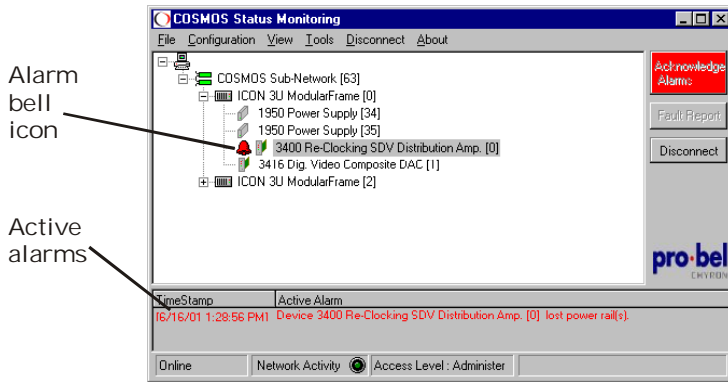 COSMOS Status Monitoring
File Configuration View Tools Disconnect About
Alarm
bell
icon
COSMOS Sub-Network [63]
ICON 3U ModularFrame [0]
1950 Power Supply [34]
1950 Power Supply [35]
3400 Re-Clocking SDV Distribution Amp. [0]
3416 Dig. Video Composite DAC [1]
ICON 3U ModularFrame [2]
Acknowledge
Alarms
Fault Report
Disconnect
pro·bel
CHYRON
Active
alarms
TimeStamp Active Alarm
[6/16/01 1:28:56 PM] Device 3400 Re-Clocking SDV Distribution Amp. [0] lost power rail(s).
Online Network Activity Access Level : Administer